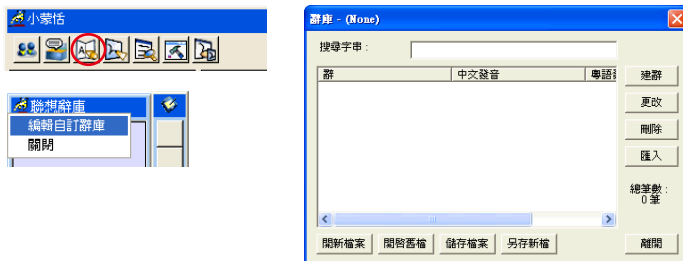 小蒙恬
聯想辭庫
編輯自訂辭庫
關閉
辭庫 - (None)
搜尋字串 :
辭 中文發音 粵語
建辭
更改
刪除
匯入
總筆數 :
0 筆
開新檔案 開啓舊檔 儲存檔案 另存新檔 離開